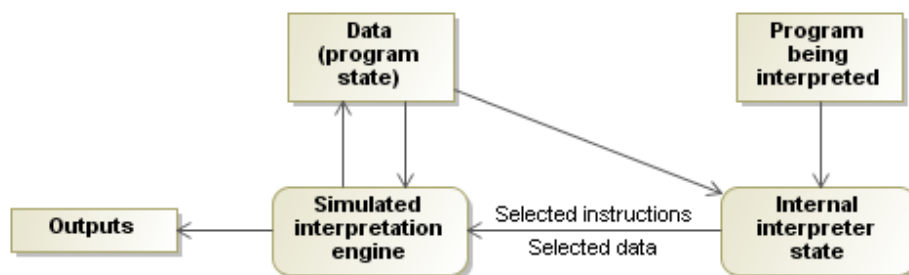 Data
(program
state)
Program
being
interpreted
Outputs
Simulated
interpretation
engine
Selected instructions
Selected data
Internal
interpreter
state